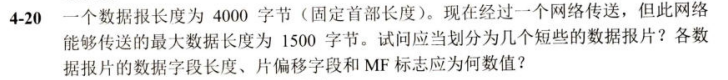 4-20 一个数据报长度为 4000 字节（固定首部长度）。现在经过一个网络传送，但此网络
能够传送的最大数据长度为 1500 字节。试问应当划分为几个短些的数据报片？各数
据报片的数据字段长度、片偏移字段和 MF 标志应为何数值？